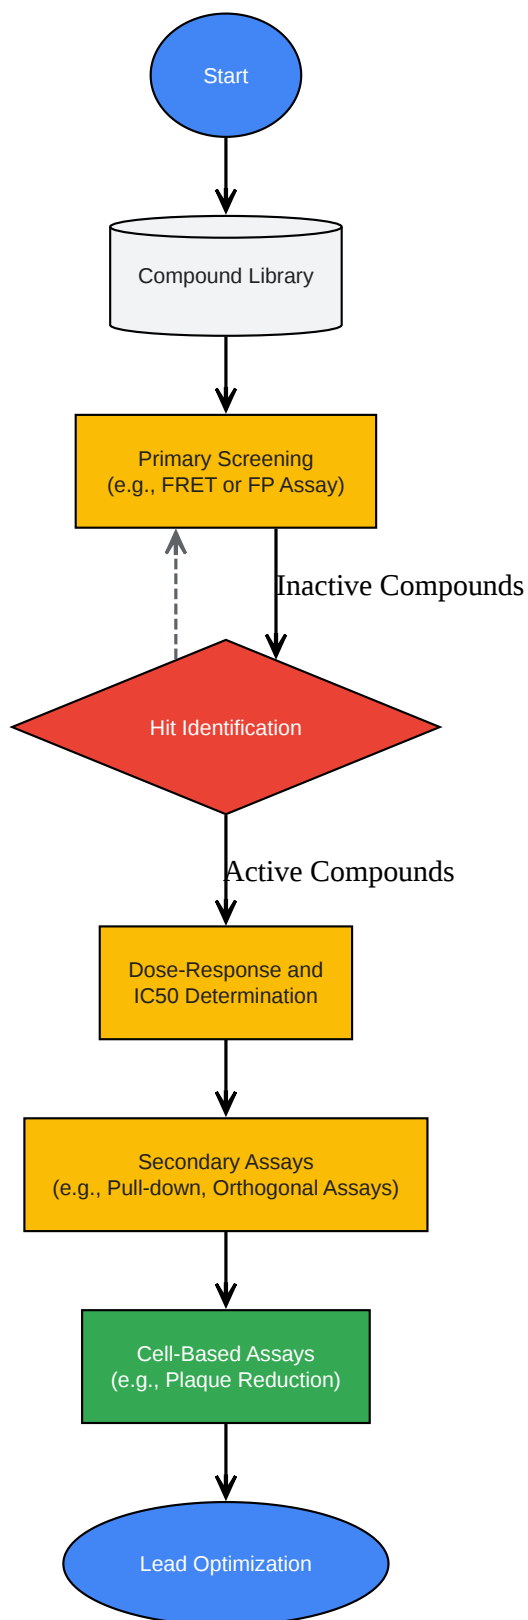 Start
Compound Library
Primary Screening
(e.g., FRET or FP Assay)
Inactive Compounds
Hit Identification
Active Compounds
Dose-Response and
IC50 Determination
Secondary Assays
(e.g., Pull-down, Orthogonal Assays)
Cell-Based Assays
(e.g., Plaque Reduction)
Lead Optimization